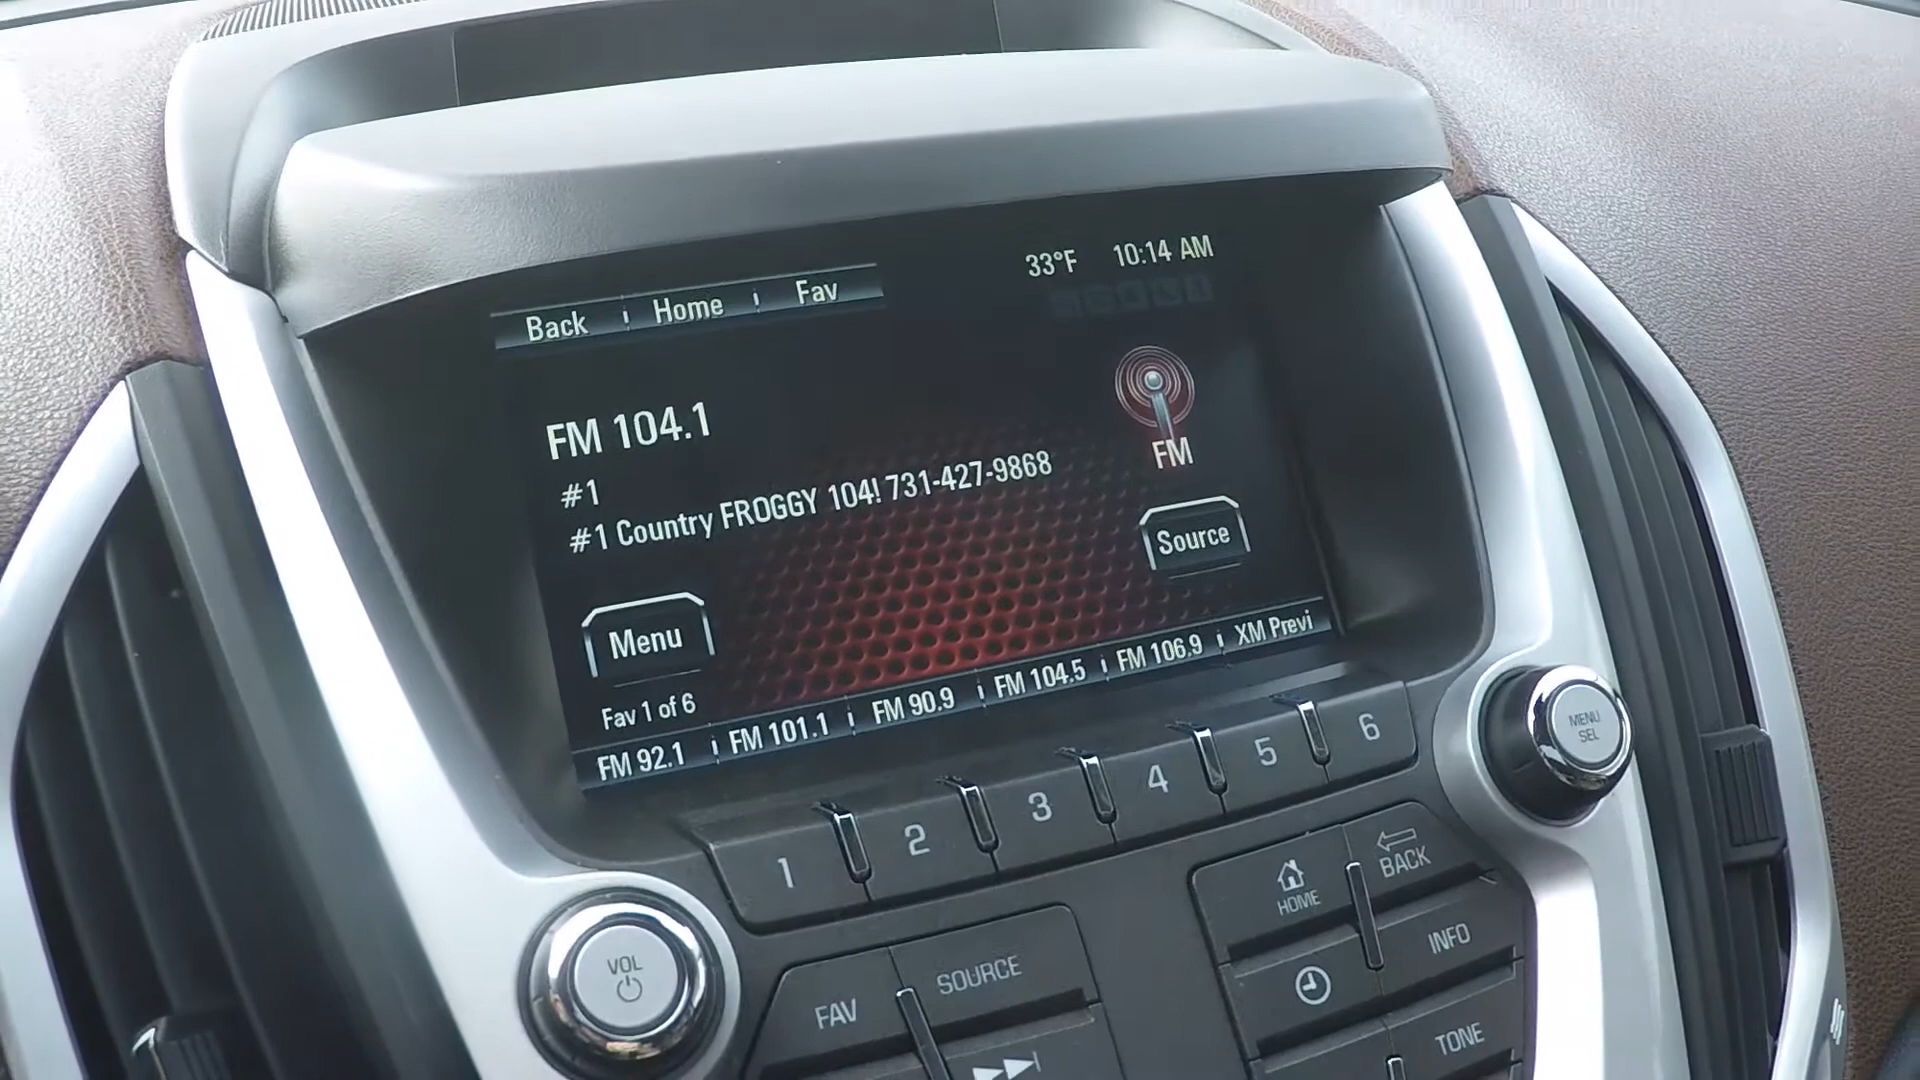 33°F 10:14 AM
Back Home Fav
FM 104.1
FM
#1
#1 Country FROGGY 104! 731-427-9868
Source
Menu
Fav 1 of 6
FM 92.1 FM 101.1 FM 90.9 FM 104.5 FM 106.9 XM Previ
1 2 3 4 5 6
MENU
SEL
HOME BACK
VOL
FAV SOURCE
INFO
TONE